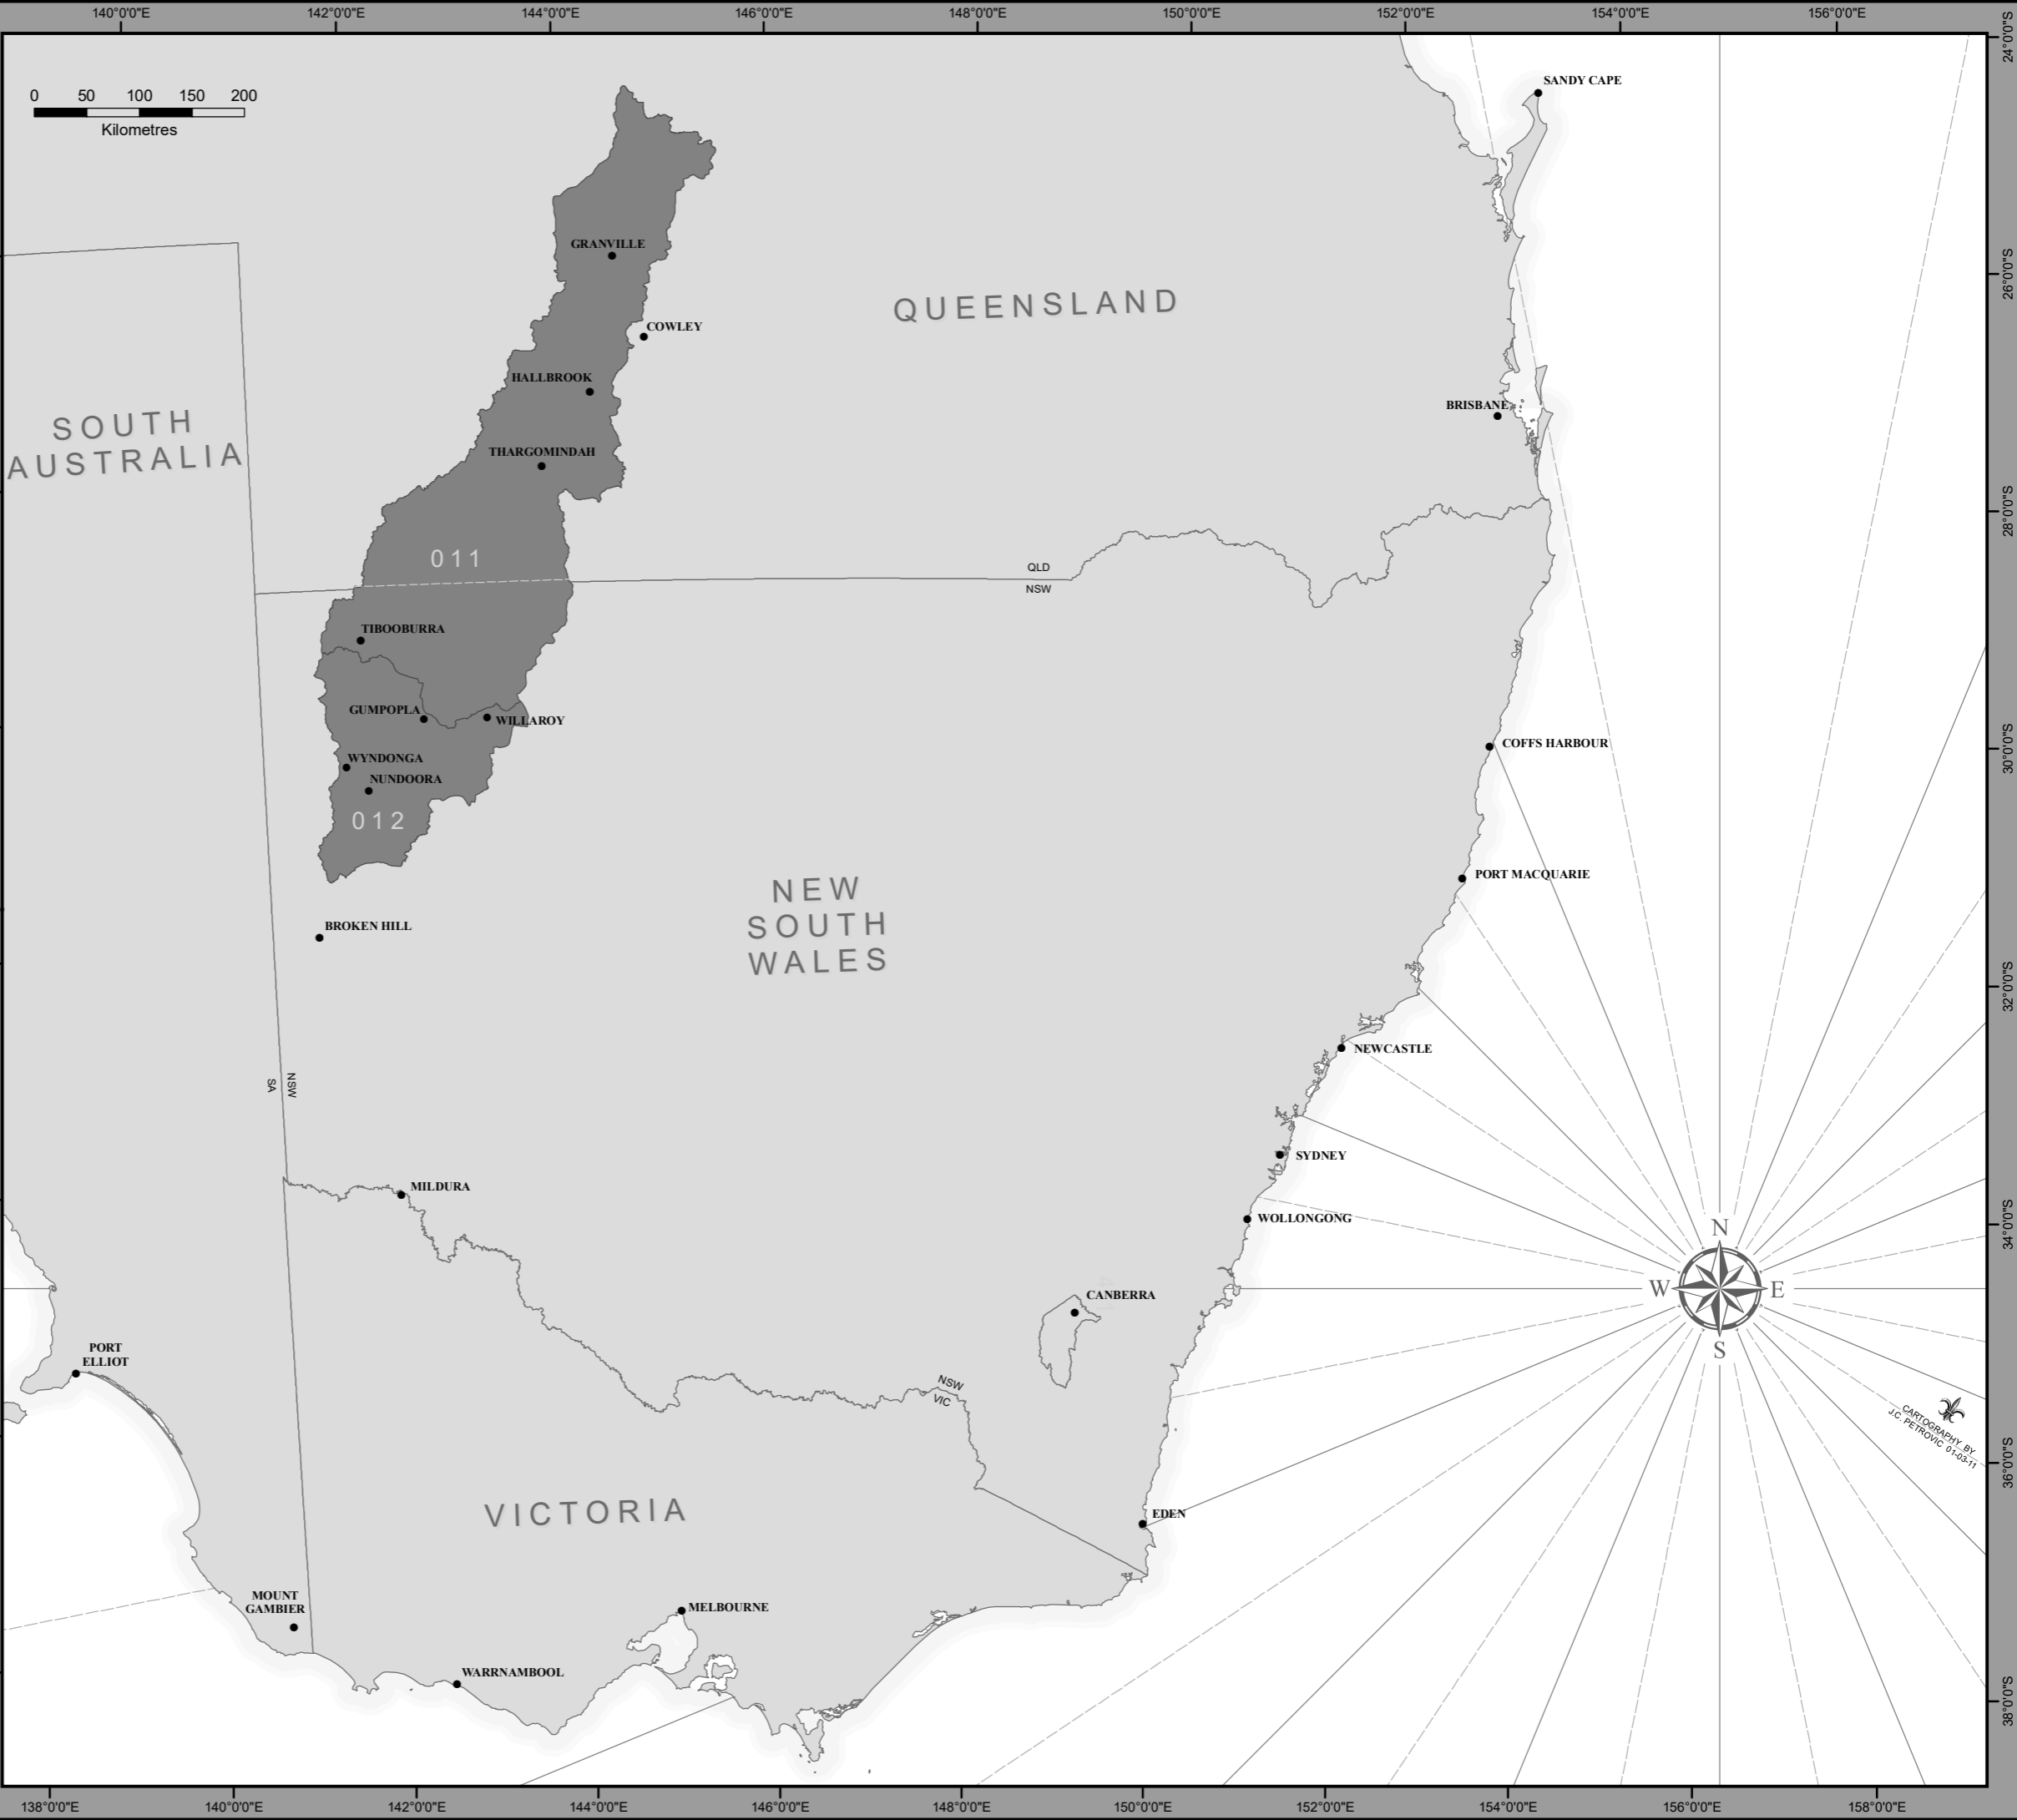 140°0'0"E 142°0'0"E 144°0'0"E 146°0'0"E 148°0'0"E 150°0'0"E 152°0'0"E 154°0'0"E 156°0'0"E
24°0'0"S
SANDY CAPE
0 50 100 150 200
Kilometres
GRANVILLE
26°0'0"S
QUEENSLAND
COWLEY
HALLBROOK
BRISBANE
SOUTH
AUSTRALIA
THARGOMINDAH
28°0'0"S
011
QLD
NSW
TIBOOBURRA
GUMPOPLA
WILLAROY
COFFS HARBOUR
30°0'0"S
WYNDONGA
NUNDOORA
012
PORT MACQUARIE
NEW
SOUTH
WALES
BROKEN HILL
32°0'0"S
NEWCASTLE
NSW
SA
SYDNEY
MILDURA
WOLLONGONG
34°0'0"S
N
W E
S
CANBERRA
PORT
ELLIOT
NSW
VIC
CARTOGRAPHY BY
J.C. PETROVIC 01-03-11
36°0'0"S
VICTORIA
EDEN
MOUNT
GAMBIER
MELBOURNE
WARRNAMBOOL
38°0'0"S
138°0'0"E 140°0'0"E 142°0'0"E 144°0'0"E 146°0'0"E 148°0'0"E 150°0'0"E 152°0'0"E 154°0'0"E 156°0'0"E 158°0'0"E